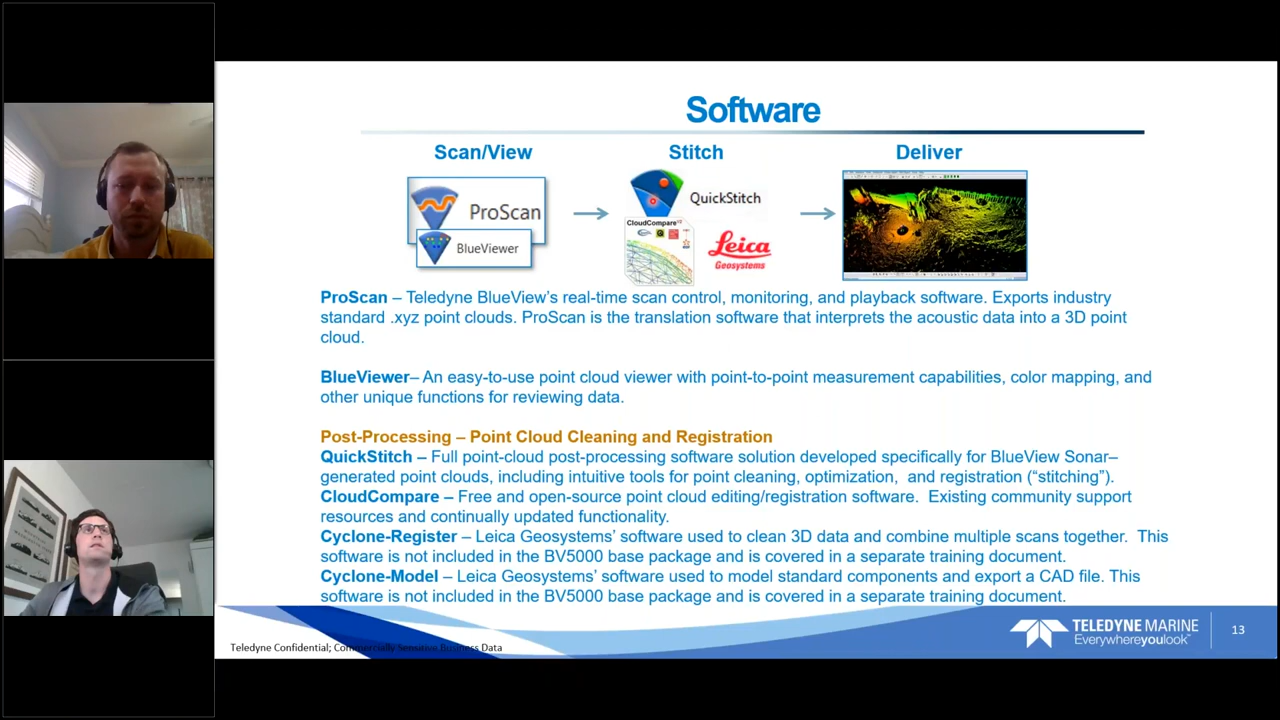 Software
Scan/View
Stitch
Deliver
ProScan
BlueViewer
QuickStitch
CloudCompare
Leica
Geosystems
ProScan – Teledyne BlueView's real-time scan control, monitoring, and playback software. Exports industry
standard .xyz point clouds. ProScan is the translation software that interprets the acoustic data into a 3D point
cloud.
BlueViewer– An easy-to-use point cloud viewer with point-to-point measurement capabilities, color mapping, and
other unique functions for reviewing data.
Post-Processing – Point Cloud Cleaning and Registration
QuickStitch – Full point-cloud post-processing software solution developed specifically for BlueView Sonar–
generated point clouds, including intuitive tools for point cleaning, optimization,  and registration (“stitching”).
CloudCompare – Free and open-source point cloud editing/registration software.  Existing community support
resources and continually updated functionality.
Cyclone-Register – Leica Geosystems' software used to clean 3D data and combine multiple scans together.  This
software is not included in the BV5000 base package and is covered in a separate training document.
Cyclone-Model – Leica Geosystems' software used to model standard components and export a CAD file. This
software is not included in the BV5000 base package and is covered in a separate training document.
Teledyne Confidential; Commercially Sensitive Business Data
TELEDYNE MARINE
Everywhereyoulook™
13